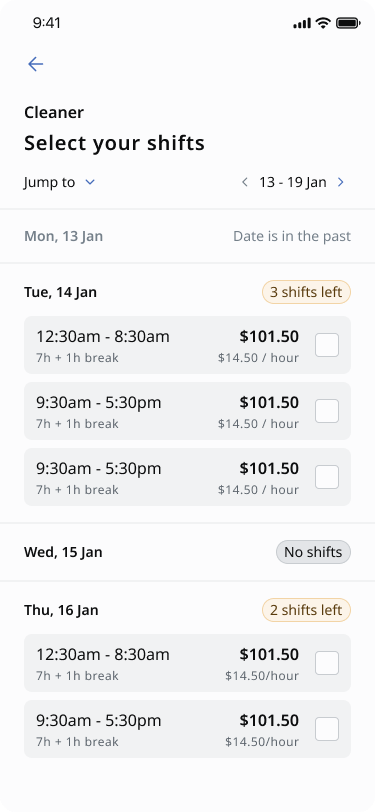 9:41
Cleaner
Select your shifts
Jump to
13 - 19 Jan
Mon, 13 Jan
Date is in the past
Tue, 14 Jan
3 shifts left
12:30am - 8:30am
$101.50
7h + 1h break
$14.50 / hour
9:30am - 5:30pm
$101.50
7h + 1h break
$14.50 / hour
9:30am - 5:30pm
$101.50
7h + 1h break
$14.50 / hour
Wed, 15 Jan
No shifts
Thu, 16 Jan
2 shifts left
12:30am - 8:30am
$101.50
7h + 1h break
$14.50/hour
9:30am - 5:30pm
$101.50
7h + 1h break
$14.50/hour